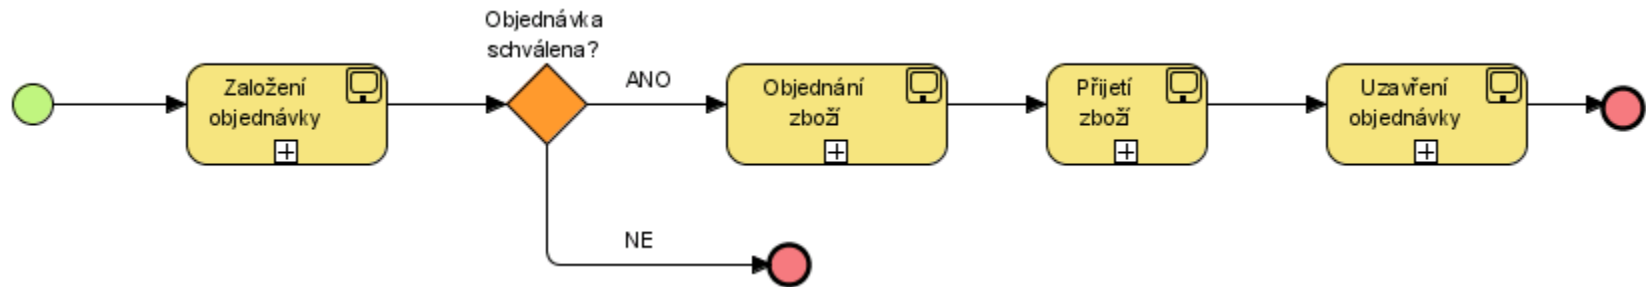 Objednávka
schválena?
Založení
objednávky
ANO
Objednání
zboží
Přijetí
zboží
Uzavření
objednávky
NE